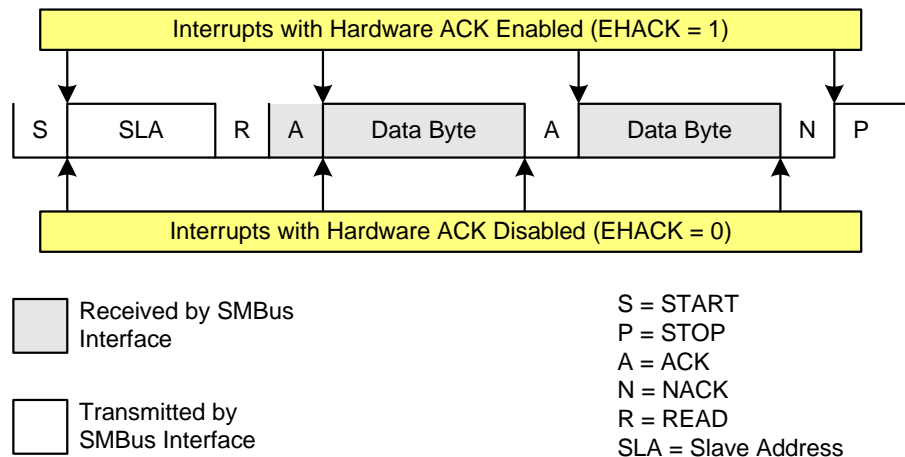 Interrupts with Hardware ACK Enabled (EHACK = 1)
S SLA R A Data Byte A Data Byte N P
Interrupts with Hardware ACK Disabled (EHACK = 0)
Received by SMBus
Interface
Transmitted by
SMBus Interface
S = START
P = STOP
A = ACK
N = NACK
R = READ
SLA = Slave Address